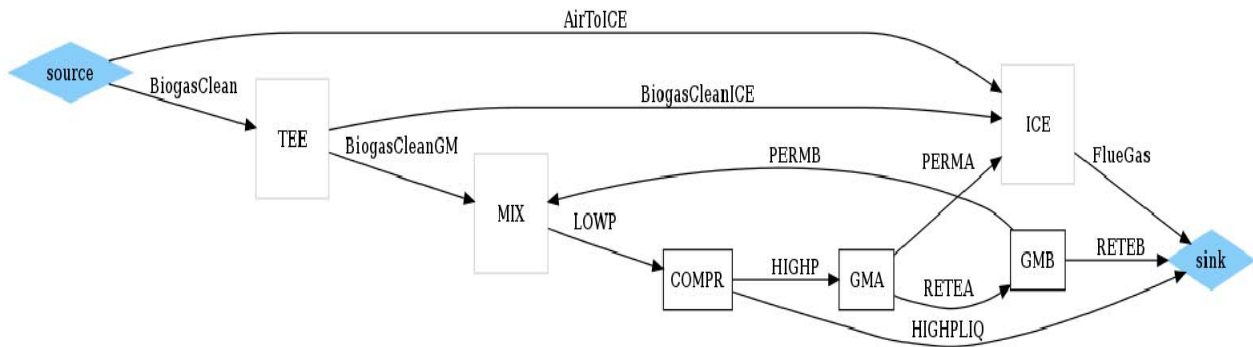 AirToICE
source
BiogasClean
BiogasCleanICE
TEE
ICE
BiogasCleanGM
PERMB
PERMA
FlueGas
MIX
LOWP
COMPR
HIGHP
GMA
RETEA
GMB
RETEB
sink
HIGHPLIQ